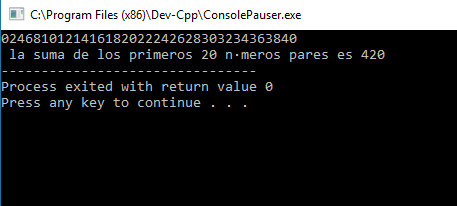 C:\Program Files (x86)\Dev-Cpp\ConsolePauser.exe
0246810121416182022242628303234363840
la suma de los primeros 20 n·meros pares es 420
--------------------------------
Process exited with return value 0
Press any key to continue . . .